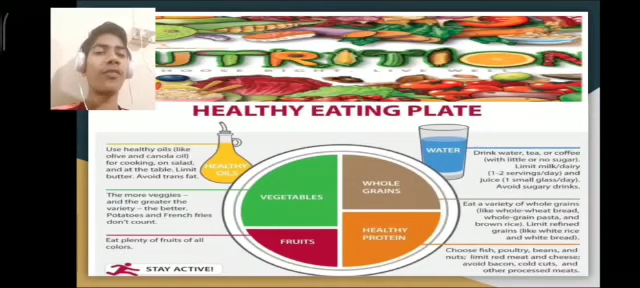 NUTRITION
CHOOSE RIGHT LIVE WELL
HEALTHY EATING PLATE
Use healthy oils (like
olive and canola oil)
for cooking, on salad,
and at the table. Limit
butter. Avoid trans fat.
HEALTHY
OILS
WATER
Drink water, tea, or coffee
(with little or no sugar).
Limit milk/dairy
(1-2 servings/day) and
juice (1 small glass/day).
Avoid sugary drinks.
The more veggies –
and the greater the
variety – the better.
Potatoes and French fries
don't count.
VEGETABLES
WHOLE
GRAINS
Eat a variety of whole grains
(like whole-wheat bread,
whole-grain pasta, and
brown rice). Limit refined
grains (like white rice
and white bread).
Eat plenty of fruits of all
colors.
FRUITS
HEALTHY
PROTEIN
Choose fish, poultry, beans, and
nuts; limit red meat and cheese;
avoid bacon, cold cuts, and
other processed meats.
STAY ACTIVE!